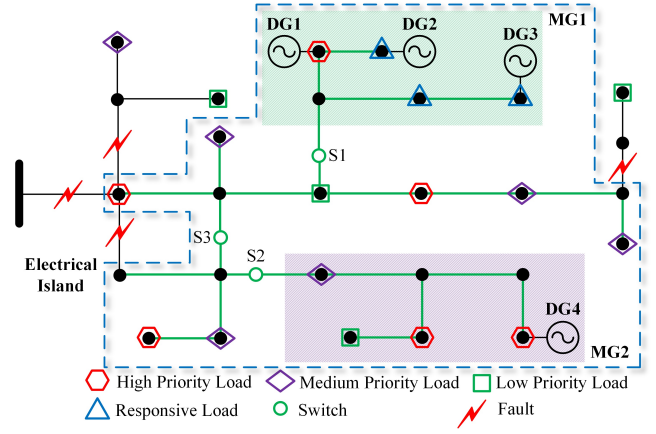 MG1
DG1
DG2
DG3
S1
S3
S2
Electrical
Island
DG4
MG2
High Priority Load
Medium Priority Load
Low Priority Load
Responsive Load
Switch
Fault